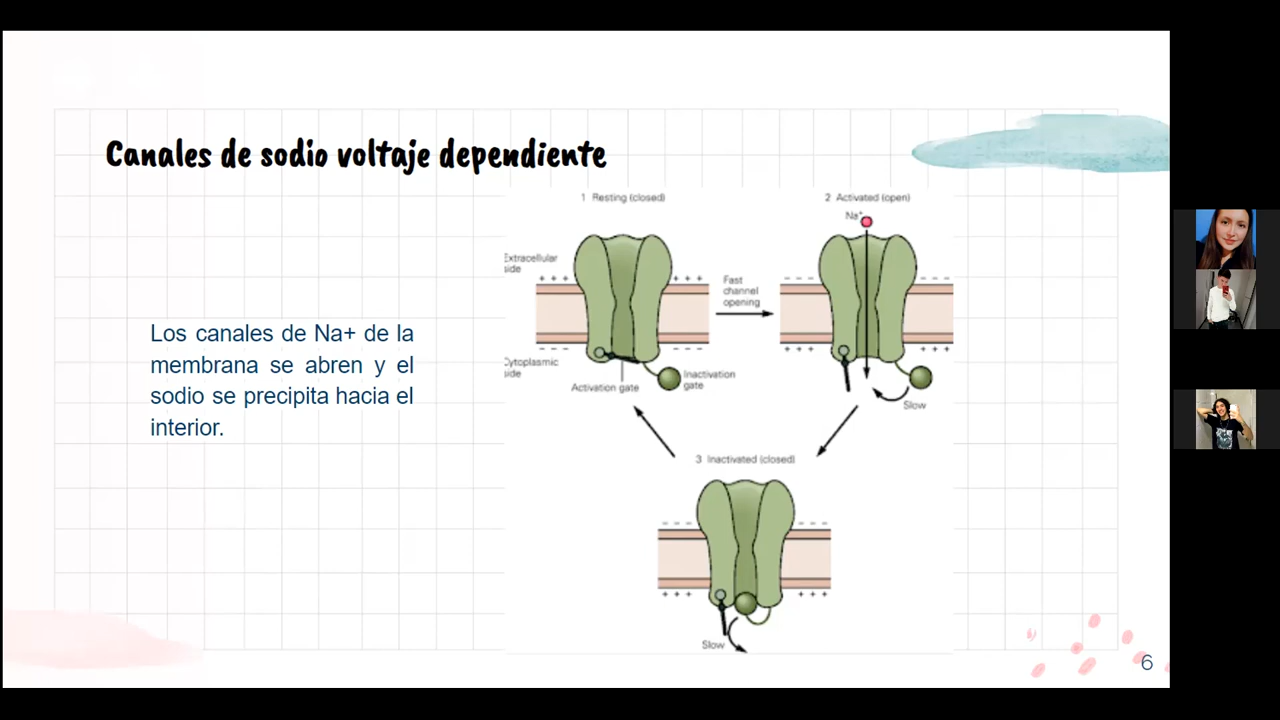 Canales de sodio voltaje dependiente
Los canales de Na+ de la
membrana se abren y el
sodio se precipita hacia el
interior.
1 Resting (closed)
Extracellular
side
+ + +
+ + +
Cytoplasmic
side
- - -
- - -
Activation gate
Inactivation
gate
Fast
channel
opening
2 Activated (open)
Na+
- - -
- - -
+ + +
+ + +
Slow
3 Inactivated (closed)
- - -
- - -
+ + +
+ + +
Slow
6